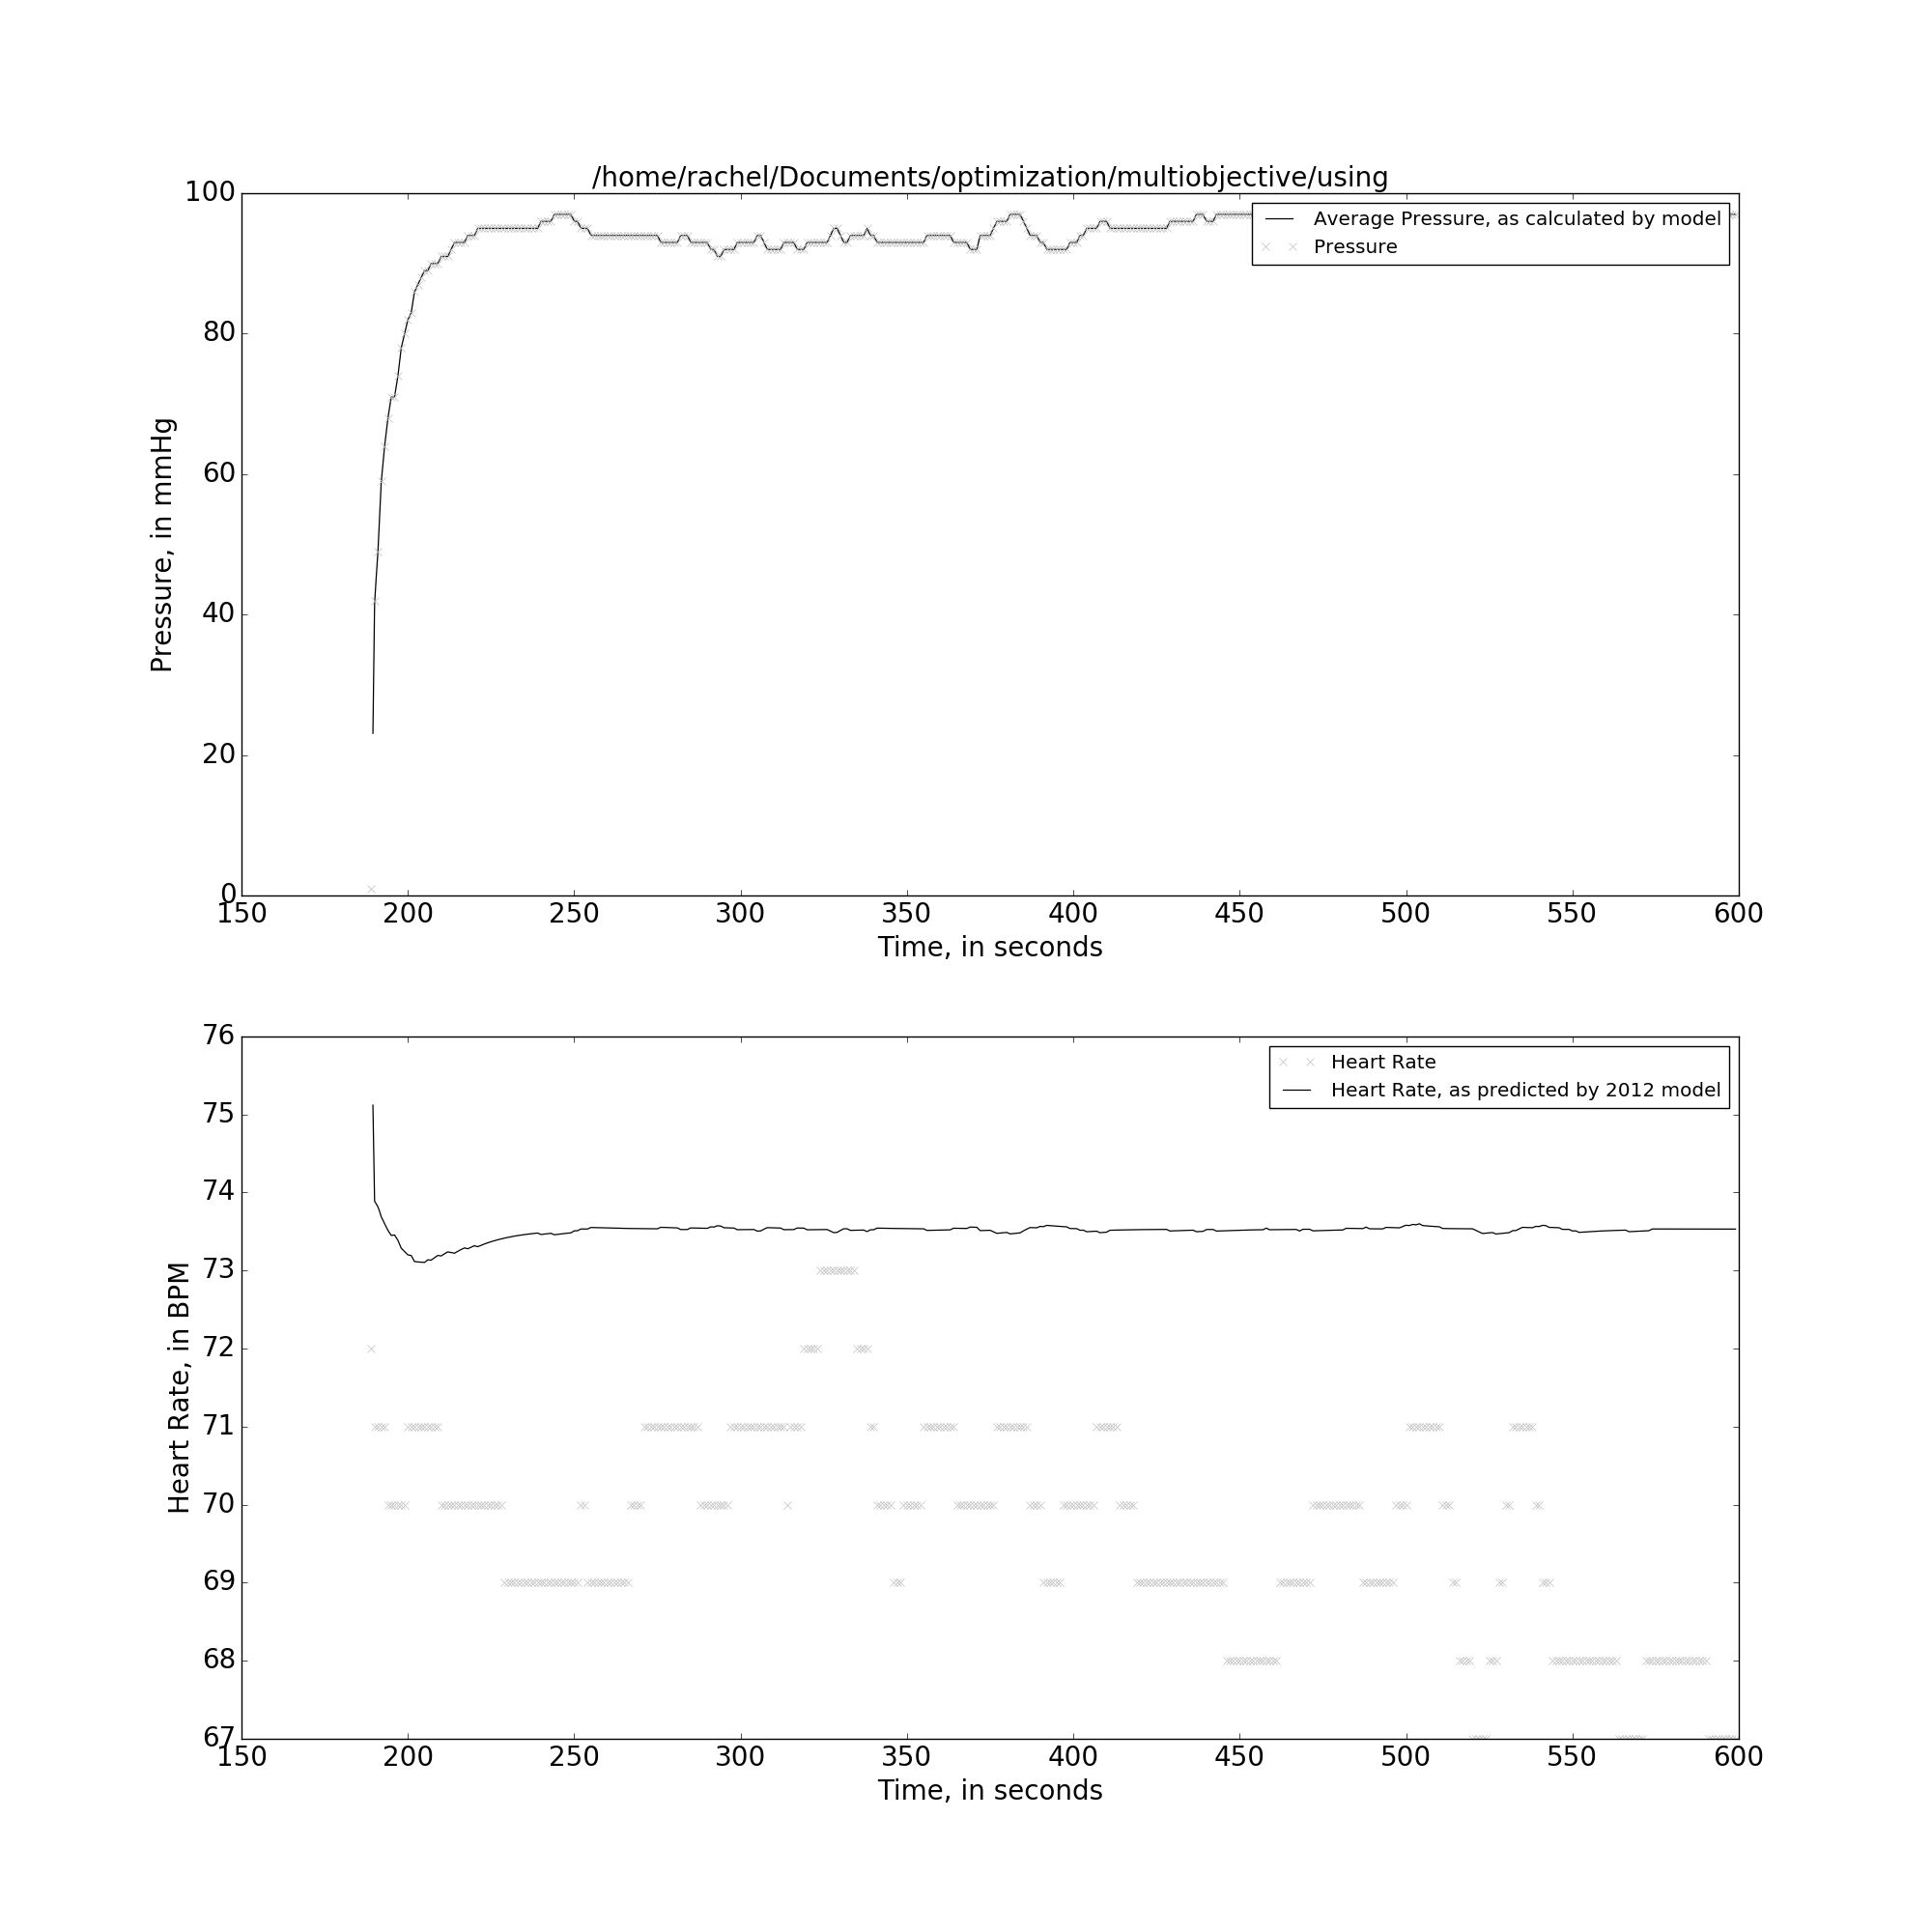 /home/rachel/Documents/optimization/multiobjective/using
100
80
60
40
20
0
Pressure, in mmHg
Average Pressure, as calculated by model
Pressure
150 200 250 300 350 400 450 500 550 600
Time, in seconds
76
75
74
73
72
71
70
69
68
67
Heart Rate, in BPM
Heart Rate
Heart Rate, as predicted by 2012 model
150 200 250 300 350 400 450 500 550 600
Time, in seconds